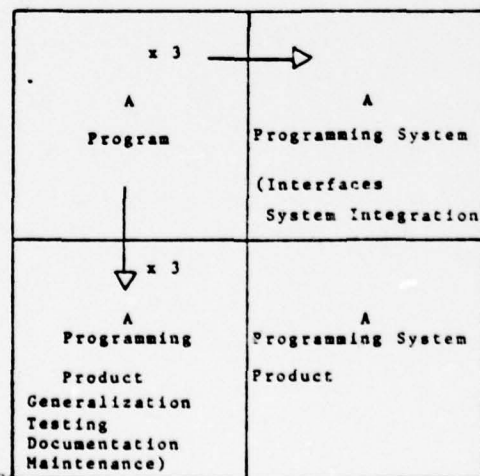 x 3
A
Program
A
Programming System
(Interfaces
System Integration
x 3
A
Programming
Product
Generalization
Testing
Documentation
Maintenance)
A
Programming System
Product